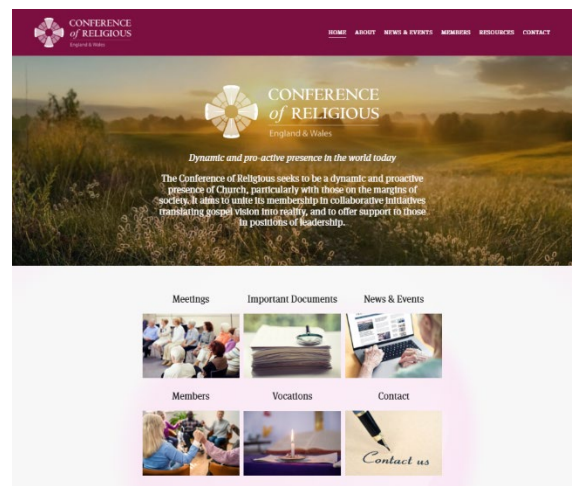 CONFERENCE
of RELIGIOUS
England & Wales
HOME ABOUT NEWS & EVENTS MEMBERS RESOURCES CONTACT
CONFERENCE
of RELIGIOUS
England & Wales
Dynamic and pro-active presence in the world today
The Conference of Religious seeks to be a dynamic and proactive
presence of Church, particularly with those on the margins of
society. It aims to unite its membership in collaborative initiatives
translating gospel vision into reality, and to offer support to those
in positions of leadership.
Meetings Important Documents News & Events
Members Vocations Contact
Contact us